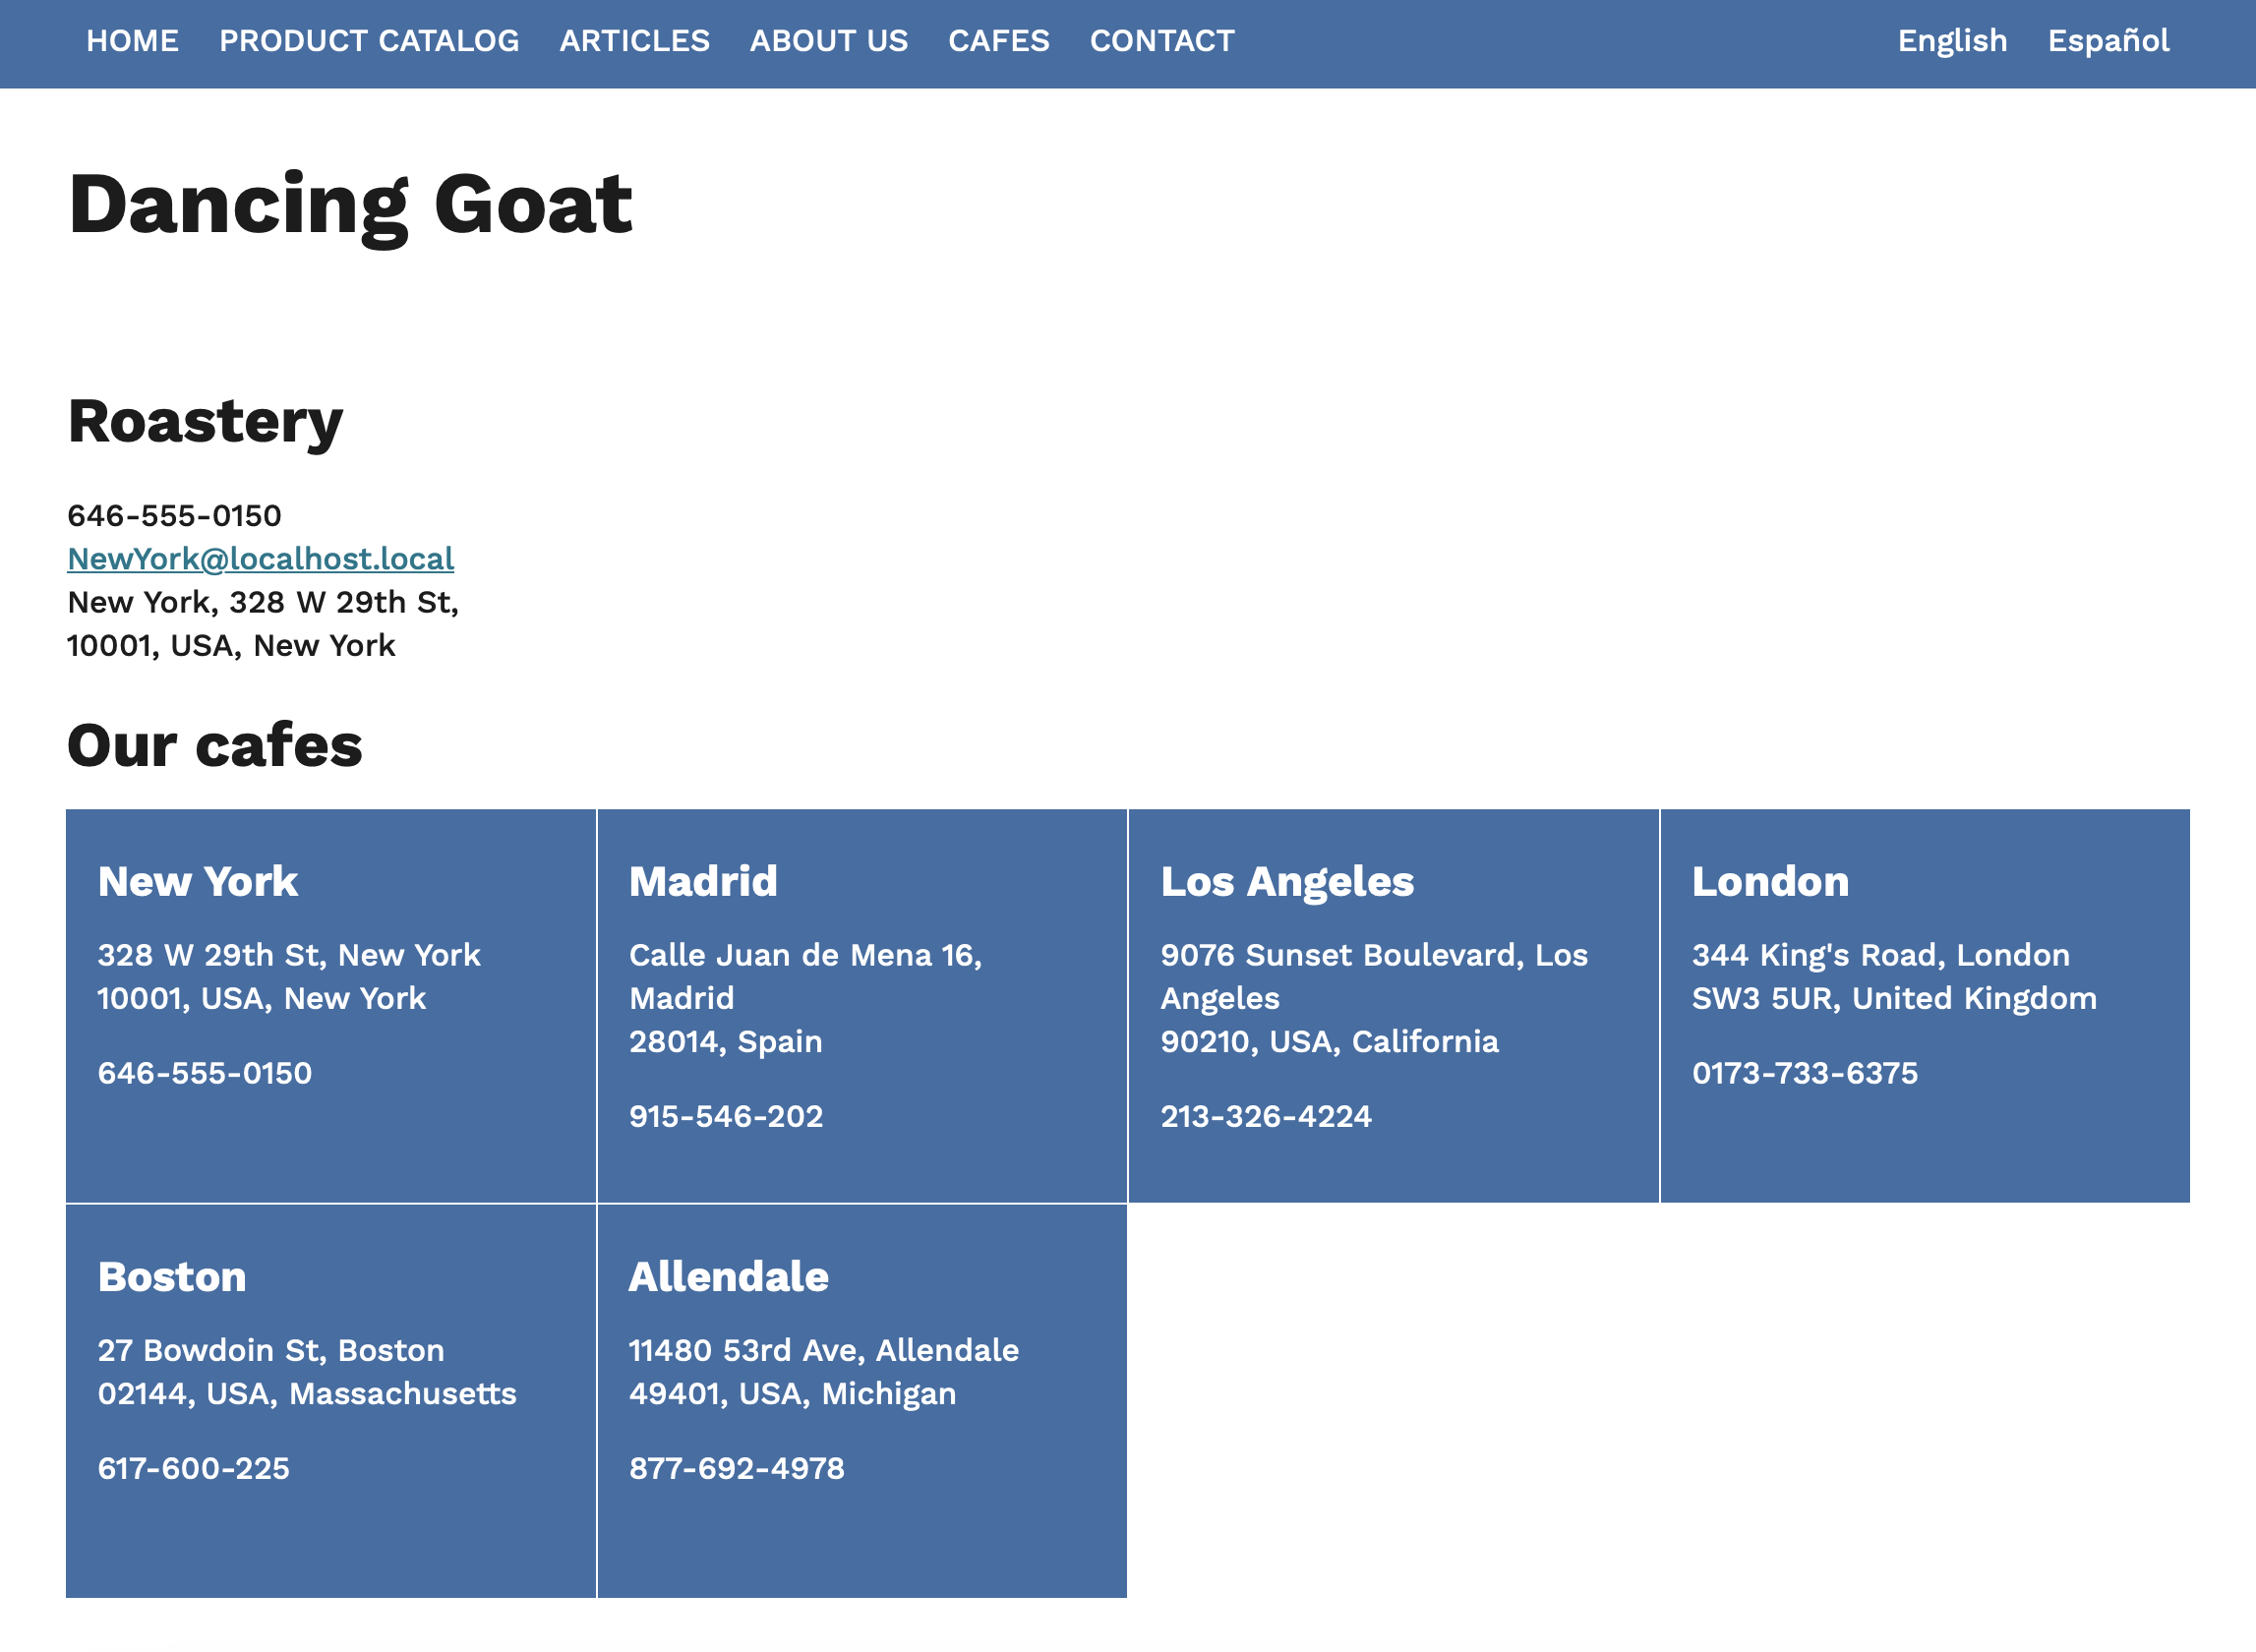 HOME PRODUCT CATALOG ARTICLES ABOUT US CAFES CONTACT English Español
Dancing Goat
Roastery
646-555-0150
NewYork@localhost.local
New York, 328 W 29th St,
10001, USA, New York
Our cafes
New York
328 W 29th St, New York
10001, USA, New York
646-555-0150
Madrid
Calle Juan de Mena 16,
Madrid
28014, Spain
915-546-202
Los Angeles
9076 Sunset Boulevard, Los
Angeles
90210, USA, California
213-326-4224
London
344 King's Road, London
SW3 5UR, United Kingdom
0173-733-6375
Boston
27 Bowdoin St, Boston
02144, USA, Massachusetts
617-600-225
Allendale
11480 53rd Ave, Allendale
49401, USA, Michigan
877-692-4978